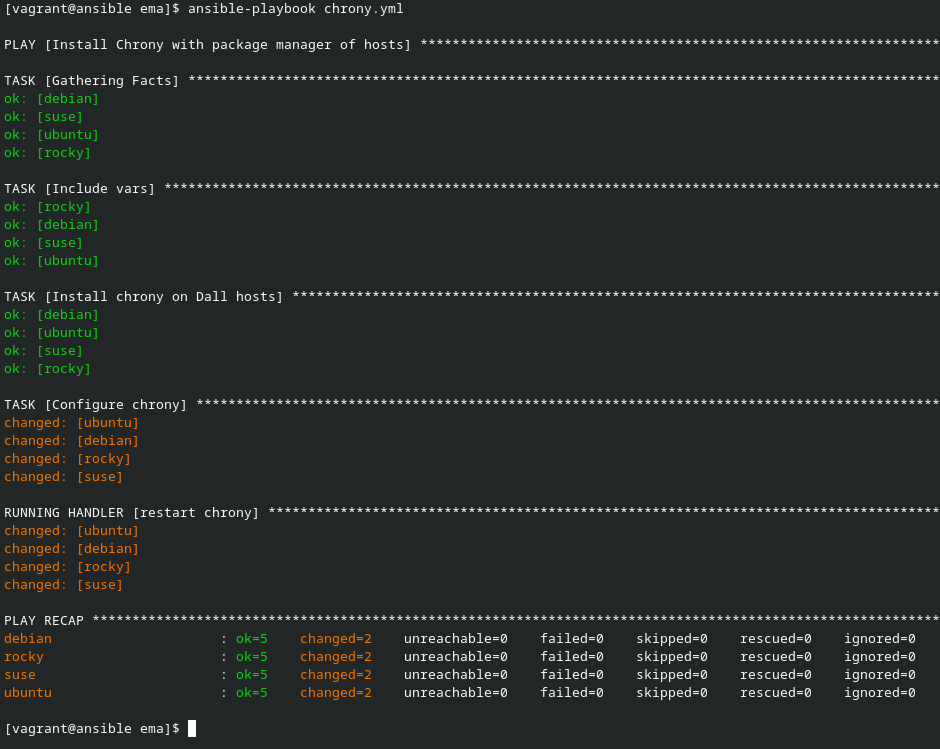 [vagrant@ansible ema]$ ansible-playbook chrony.yml
PLAY [Install Chrony with package manager of hosts] *****************************************************************
TASK [Gathering Facts] **********************************************************************************************
ok: [debian]
ok: [suse]
ok: [ubuntu]
ok: [rocky]
TASK [Include vars] *************************************************************************************************
ok: [rocky]
ok: [debian]
ok: [suse]
ok: [ubuntu]
TASK [Install chrony on Dall hosts] *********************************************************************************
ok: [debian]
ok: [ubuntu]
ok: [suse]
ok: [rocky]
TASK [Configure chrony] *********************************************************************************************
changed: [ubuntu]
changed: [debian]
changed: [rocky]
changed: [suse]
RUNNING HANDLER [restart chrony] ************************************************************************************
changed: [ubuntu]
changed: [debian]
changed: [rocky]
changed: [suse]
PLAY RECAP **********************************************************************************************************
debian                     : ok=5    changed=2    unreachable=0    failed=0    skipped=0    rescued=0    ignored=0
rocky                      : ok=5    changed=2    unreachable=0    failed=0    skipped=0    rescued=0    ignored=0
suse                       : ok=5    changed=2    unreachable=0    failed=0    skipped=0    rescued=0    ignored=0
ubuntu                     : ok=5    changed=2    unreachable=0    failed=0    skipped=0    rescued=0    ignored=0
[vagrant@ansible ema]$